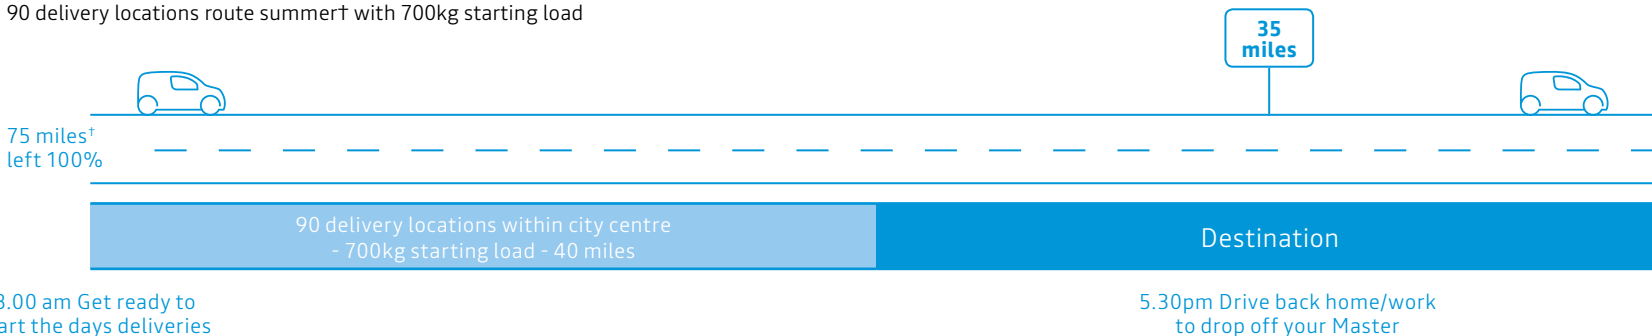 90 delivery locations route summer† with 700kg starting load
35
miles
75 miles†
left 100%
90 delivery locations within city centre
- 700kg starting load - 40 miles
Destination
.00 am Get ready to
art the days deliveries
5.30pm Drive back home/work
to drop off your Master